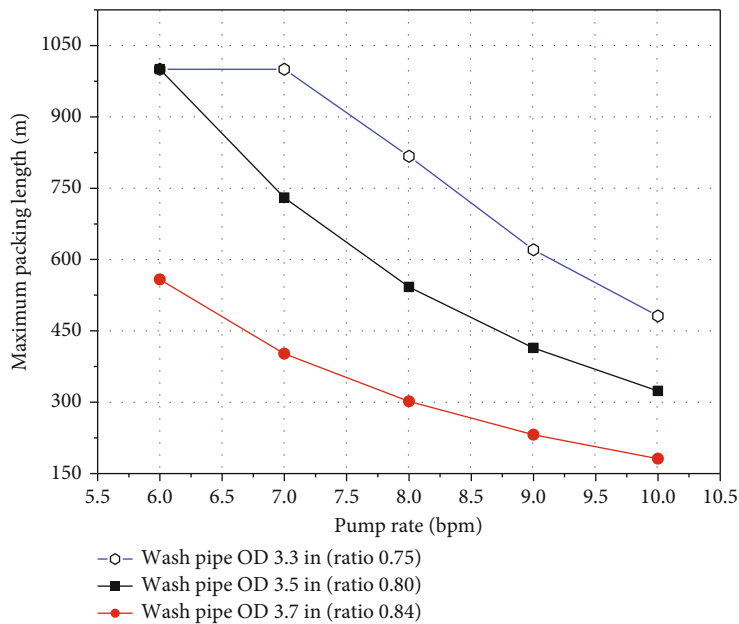 Maximum packing length (m)
1050
900
750
600
450
300
150
5.5 6.0 6.5 7.0 7.5 8.0 8.5 9.0 9.5 10.0 10.5
Pump rate (bpm)
Wash pipe OD 3.3 in (ratio 0.75)
Wash pipe OD 3.5 in (ratio 0.80)
Wash pipe OD 3.7 in (ratio 0.84)